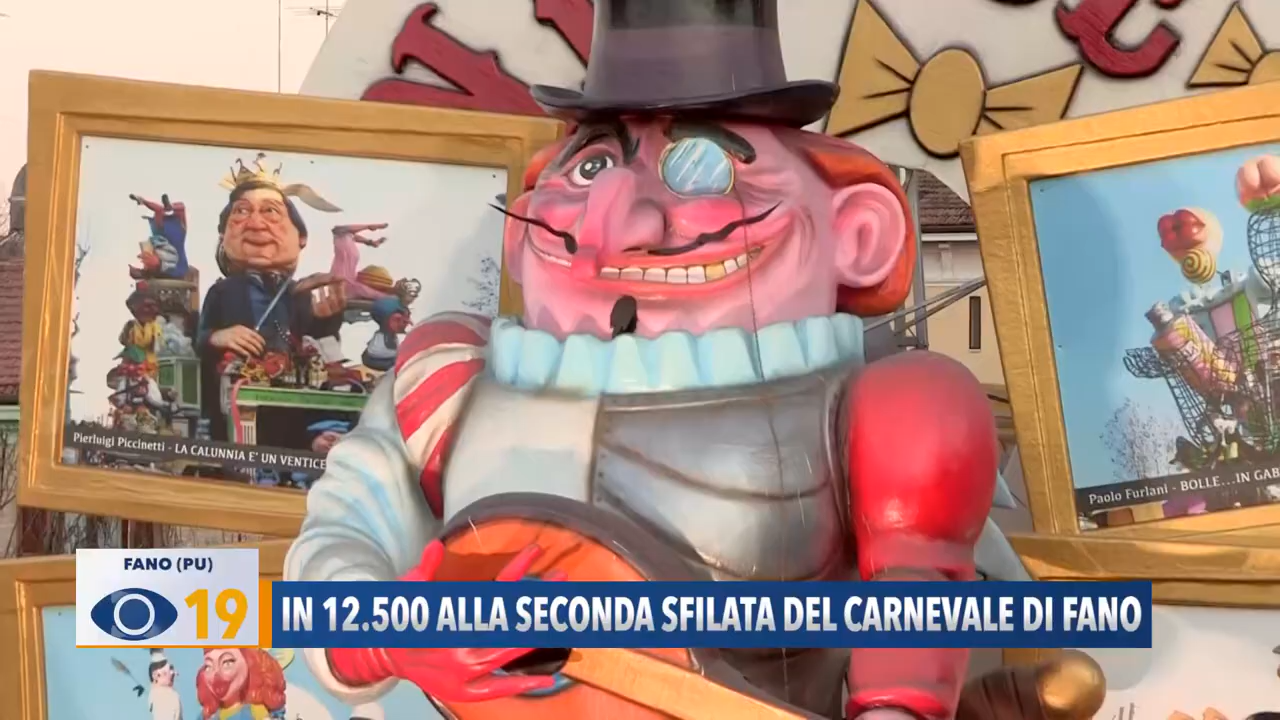 Pierluigi Piccinetti - LA CALUNNIA E' UN VENTICE
Paolo Furlani - BOLLE...IN GAB
FANO (PU)
19
IN 12.500 ALLA SECONDA SFILATA DEL CARNEVALE DI FANO